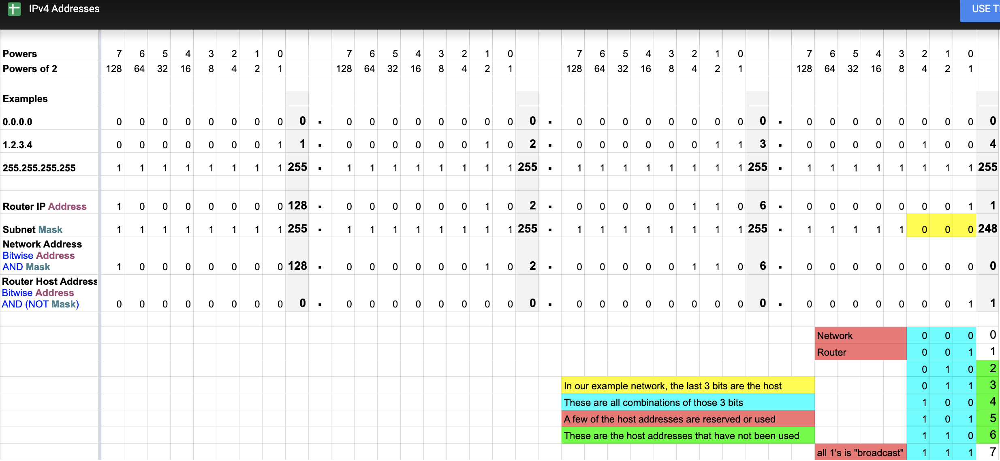 IPv4 Addresses
USE T
Powers 7 6 5 4 3 2 1 0 7 6 5 4 3 2 1 0 7 6 5 4 3 2 1 0 7 6 5 4 3 2 1 0
Powers of 2 128 64 32 16 8 4 2 1 128 64 32 16 8 4 2 1 128 64 32 16 8 4 2 1 128 64 32 16 8 4 2 1
Examples
0.0.0.0 0 0 0 0 0 0 0 0 0 . 0 0 0 0 0 0 0 0 0 . 0 0 0 0 0 0 0 0 0 . 0 0 0 0 0 0 0 0 0
1.2.3.4 0 0 0 0 0 0 0 1 1 . 0 0 0 0 0 0 1 0 2 . 0 0 0 0 0 0 1 1 3 . 0 0 0 0 0 1 0 0 4
255.255.255.255 1 1 1 1 1 1 1 1 255 . 1 1 1 1 1 1 1 1 255 . 1 1 1 1 1 1 1 1 255 . 1 1 1 1 1 1 1 1 255
Router IP Address 1 0 0 0 0 0 0 0 128 . 0 0 0 0 0 0 1 0 2 . 0 0 0 0 0 1 1 0 6 . 0 0 0 0 0 0 0 1 1
Subnet Mask 1 1 1 1 1 1 1 1 255 . 1 1 1 1 1 1 1 1 255 . 1 1 1 1 1 1 1 1 255 . 1 1 1 1 1 0 0 0 248
Network Address
Bitwise Address
AND Mask 1 0 0 0 0 0 0 0 128 . 0 0 0 0 0 0 1 0 2 . 0 0 0 0 0 1 1 0 6 . 0 0 0 0 0 0 0 0 0
Router Host Address
Bitwise Address
AND (NOT Mask) 0 0 0 0 0 0 0 0 0 . 0 0 0 0 0 0 0 0 0 . 0 0 0 0 0 0 0 0 0 . 0 0 0 0 0 0 0 1 1
Network 0 0 0 0
Router 0 0 1 1
0 1 0 2
In our example network, the last 3 bits are the host 0 1 1 3
These are all combinations of those 3 bits 1 0 0 4
A few of the host addresses are reserved or used 1 0 1 5
These are the host addresses that have not been used 1 1 0 6
all 1's is "broadcast" 1 1 1 7